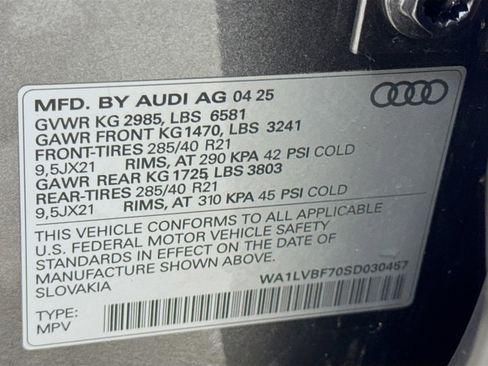 MFD. BY AUDI AG 04 25
GVWR KG 2985, LBS 6581
GAWR FRONT KG1470, LBS 3241
FRONT-TIRES 285/40 R21
9,5JX21 RIMS, AT 290 KPA 42 PSI COLD
GAWR REAR KG 1725, LBS 3803
REAR-TIRES 285/40 R21
9,5JX21 RIMS, AT 310 KPA 45 PSI COLD
THIS VEHICLE CONFORMS TO ALL APPLICABLE
U.S. FEDERAL MOTOR VEHICLE SAFETY
STANDARDS IN EFFECT ON THE DATE OF
MANUFACTURE SHOWN ABOVE.
SLOVAKIA
WA1LVBF70SD030457
TYPE:
MPV